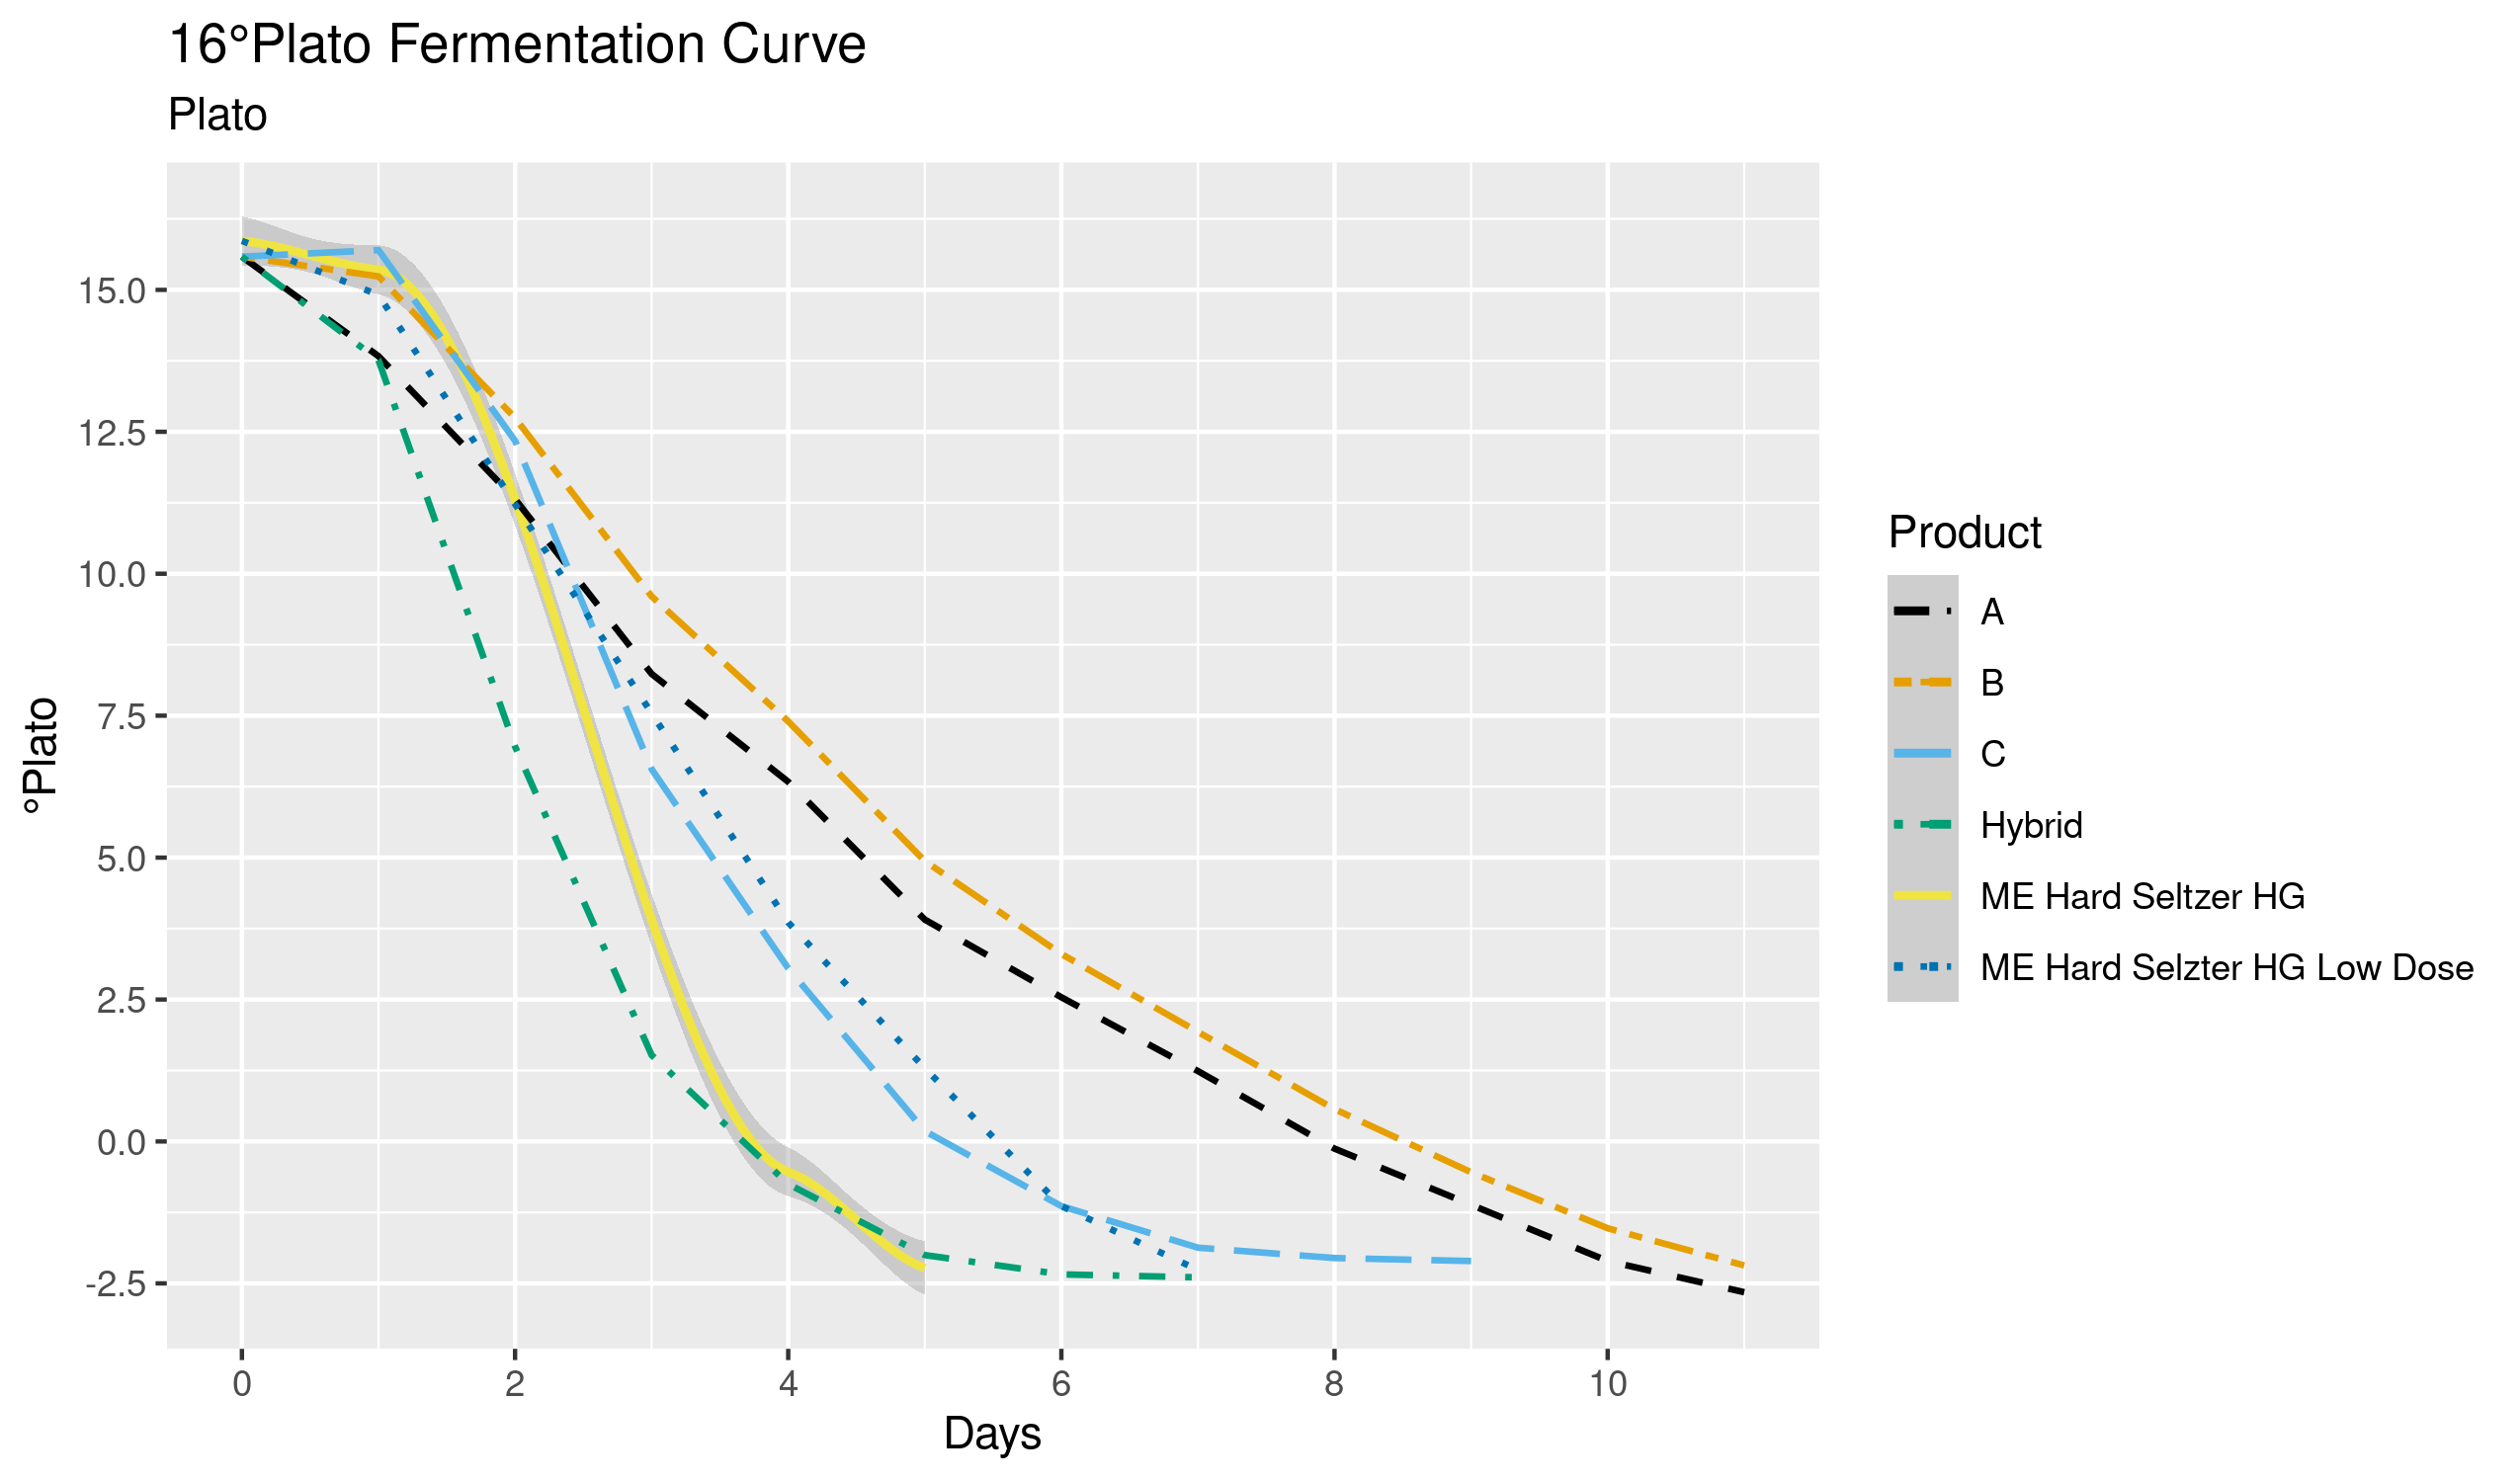 16°Plato Fermentation Curve
Plato
°Plato
15.0
12.5
10.0
7.5
5.0
2.5
0.0
-2.5
0 2 4 6 8 10
Days
Product
A
B
C
Hybrid
ME Hard Seltzer HG
ME Hard Selzter HG Low Dose